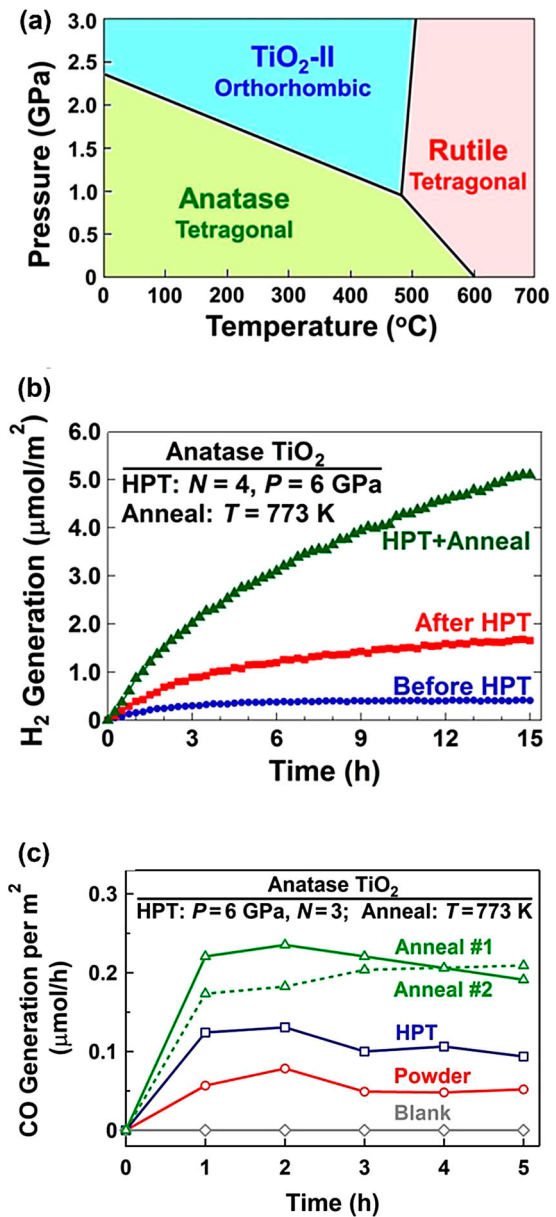 (a)
3.0
2.5
2.0
1.5
1.0
0.5
0
Pressure (GPa)
TiO2-II
Orthorhombic
Rutile
Tetragonal
Anatase
Tetragonal
0 100 200 300 400 500 600 700
Temperature (oC)
(b)
6.0
5.0
4.0
3.0
2.0
1.0
0
H2 Generation (μmol/m2)
Anatase TiO2
HPT: N = 4, P = 6 GPa
Anneal: T = 773 K
HPT+Anneal
After HPT
Before HPT
0 3 6 9 12 15
Time (h)
(c)
0.3
0.2
0.1
0
CO Generation per m2
(μmol/h)
Anatase TiO2
HPT: P=6 GPa, N=3; Anneal: T=773 K
Anneal #1
Anneal #2
HPT
Powder
Blank
0 1 2 3 4 5
Time (h)